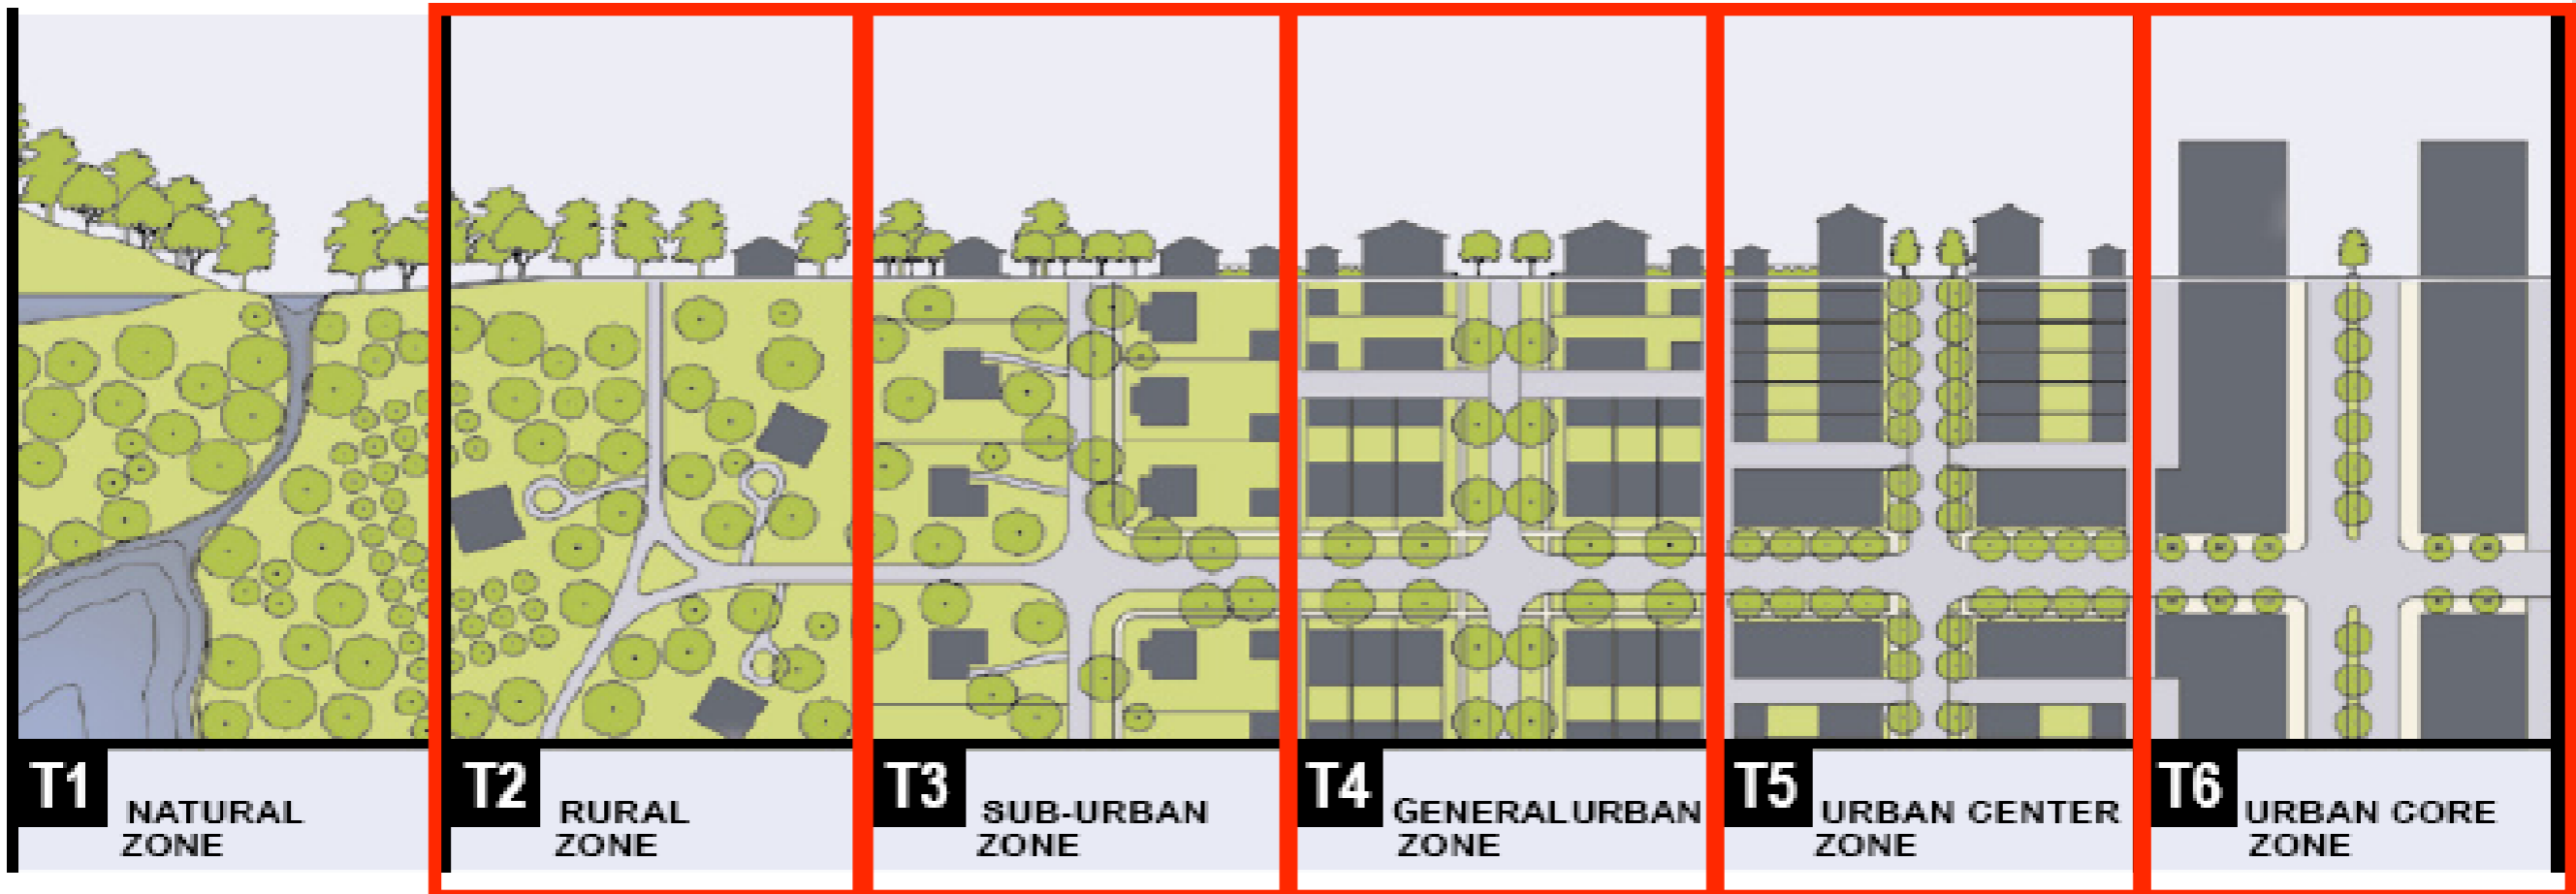 T1 NATURAL
ZONE
T2 RURAL
ZONE
T3 SUB-URBAN
ZONE
T4 GENERAL URBAN
ZONE
T5 URBAN CENTER
ZONE
T6 URBAN CORE
ZONE